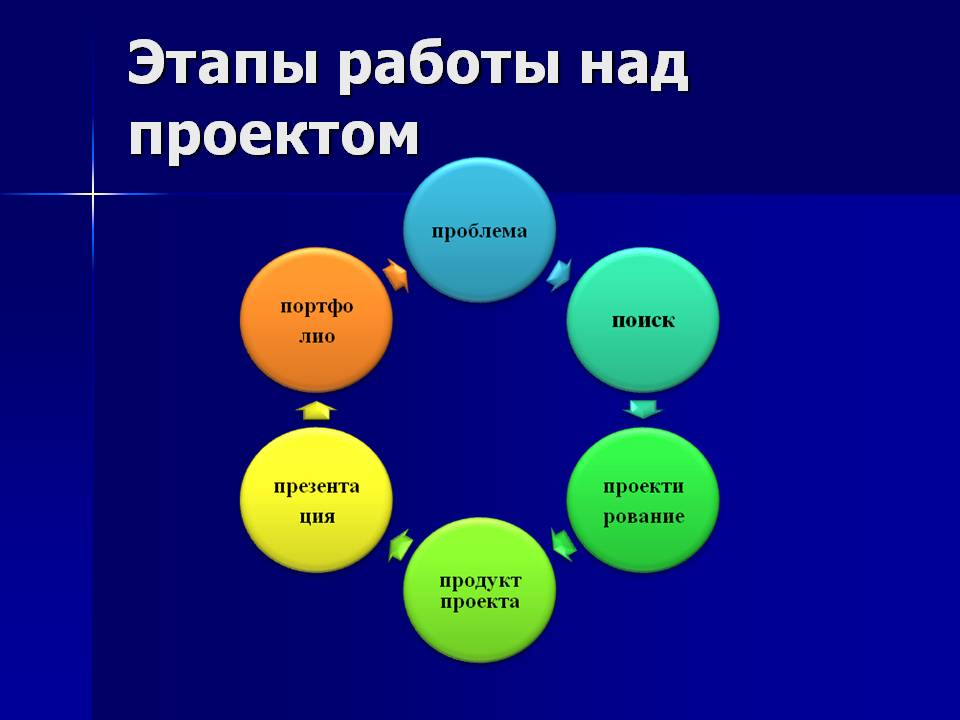 Этапы работы над
проектом
проблема
поиск
проекти
рование
продукт
проекта
презента
ция
портфо
лио